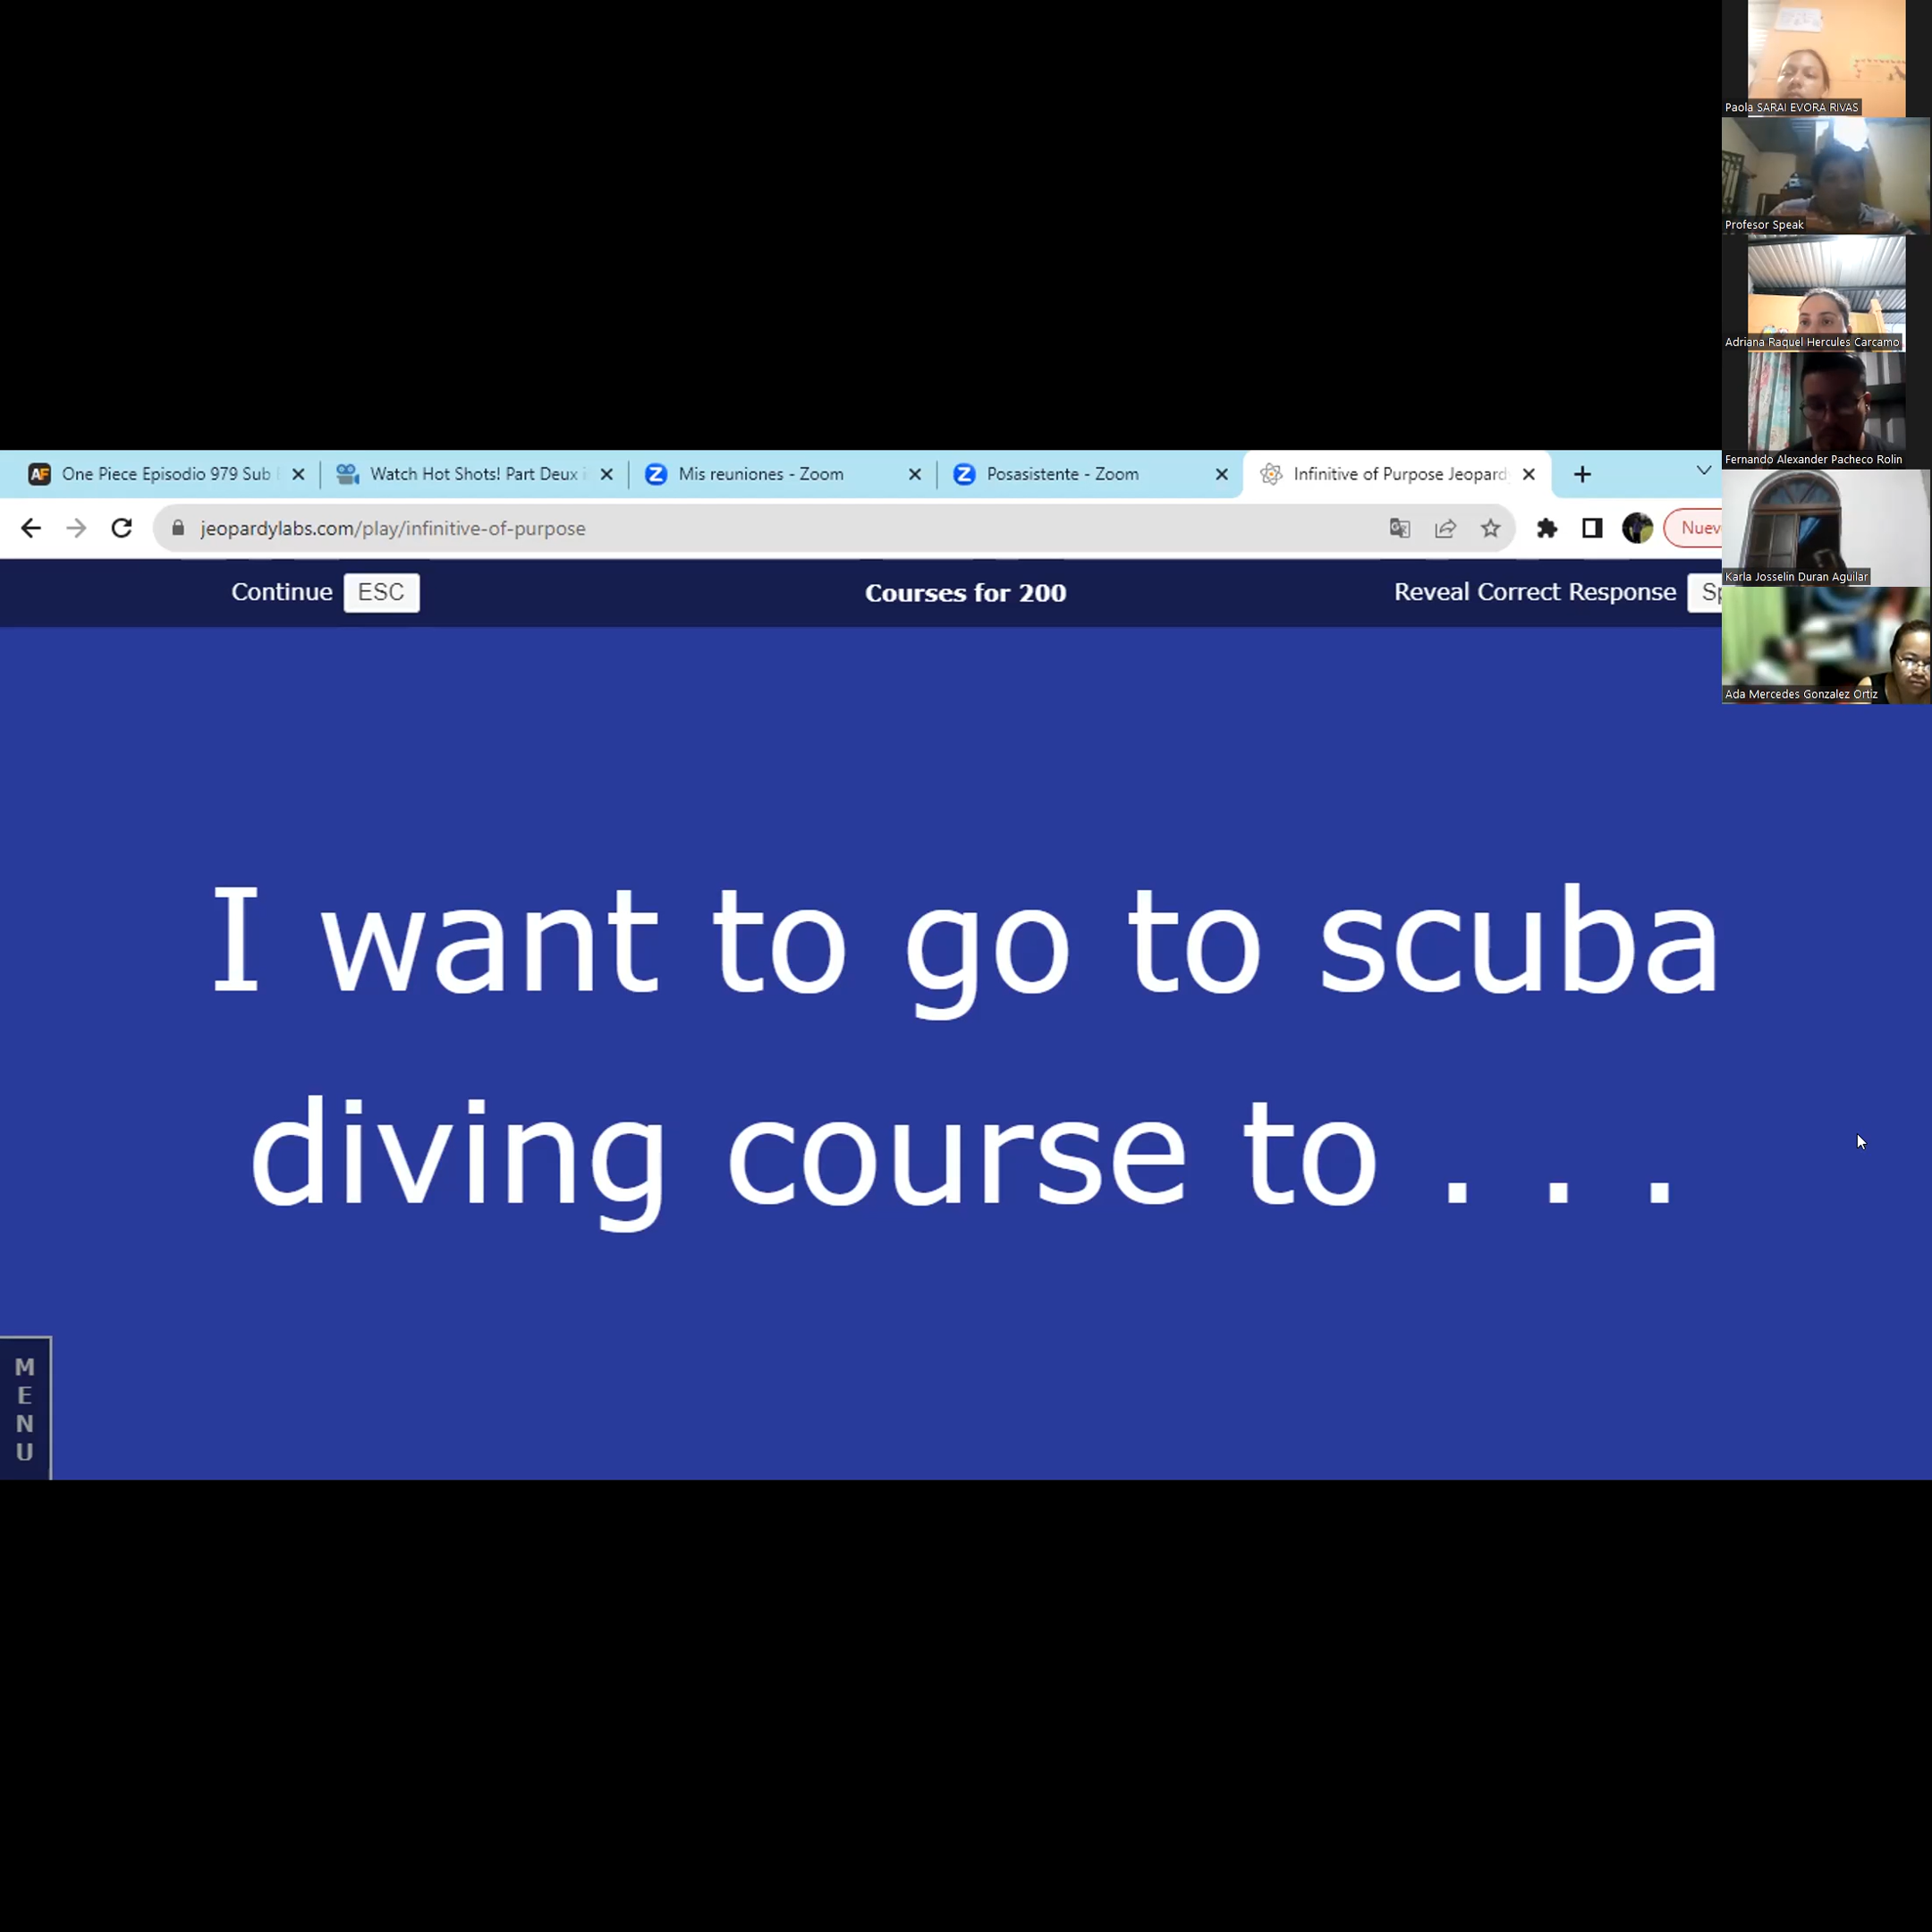 One Piece Episodio 979 Sub
Watch Hot Shots! Part Deux
Mis reuniones - Zoom
Posasistente - Zoom
Infinitive of Purpose Jeopard
jeopardylabs.com/play/infinitive-of-purpose
Nuev
Continue ESC
Courses for 200
Reveal Correct Response Sp
I want to go to scuba
diving course to . . .
MENU
Paola SARAI EVORA RIVAS
Profesor Speak
Adriana Raquel Hercules Carcamo
Fernando Alexander Pacheco Rolin
Karla Josselin Duran Aguilar
Ada Mercedes Gonzalez Ortiz